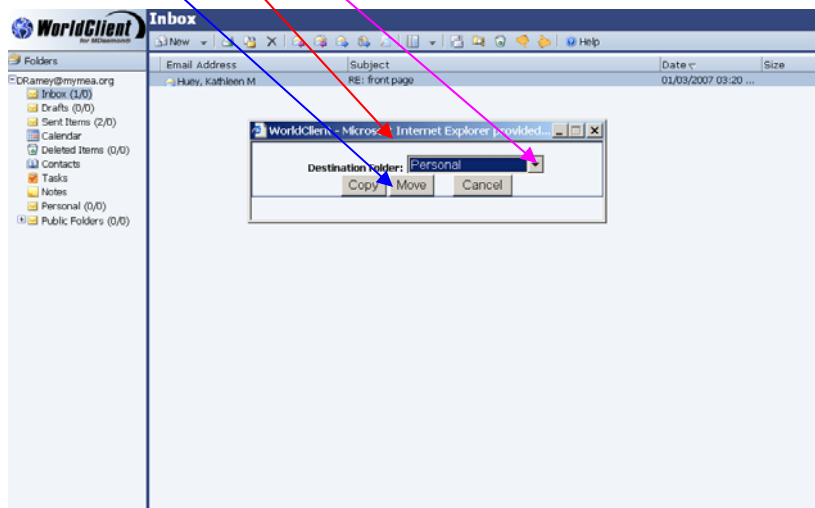 WorldClient
for MDaemon®
Inbox
New
Help
Folders
Email Address Subject Date Size
DRamey@mymea.org
Huey, Kathleen M RE: front page 01/03/2007 03:20 ...
Inbox (1/0)
Drafts (0/0)
Sent Items (2/0)
Calendar
Deleted Items (0/0)
Contacts
Tasks
Notes
Personal (0/0)
Public Folders (0/0)
WorldClient - Microsoft Internet Explorer provided...
Destination Folder: Personal
Copy Move Cancel